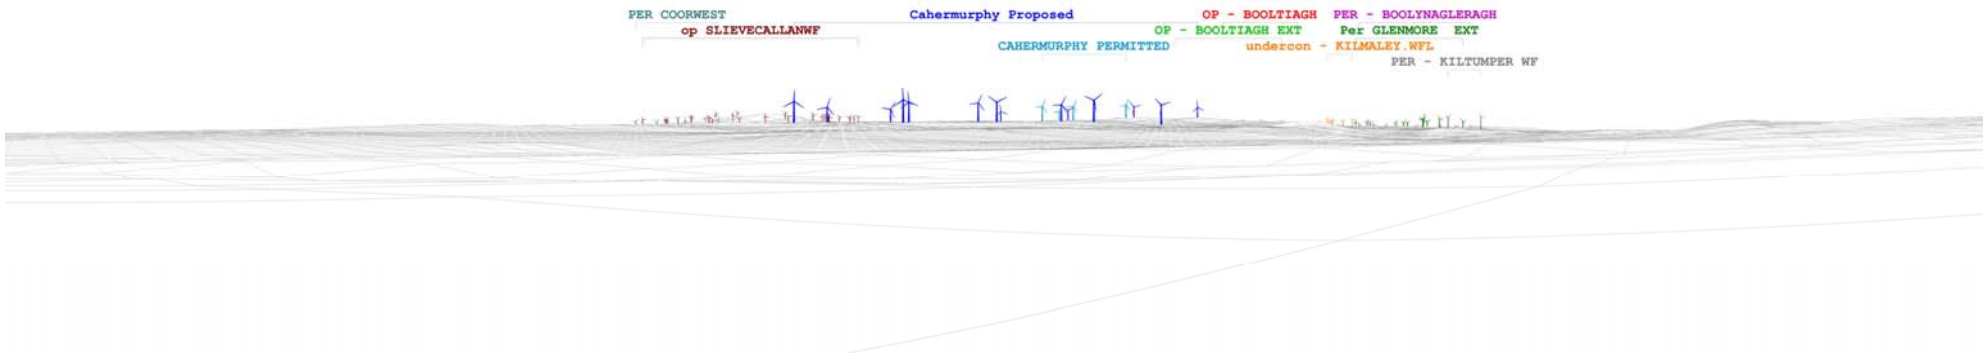 PER COORWEST Cahermurphy Proposed OP - BOOLTIAGH PER - BOOLYNAGLERAGH
op SLIEVECALLANWF OP - BOOLTIAGH EXT Per GLENMORE EXT
CAHERMURPHY PERMITTED undercon - KILMALEY.WFL
PER - KILTUMPER WF